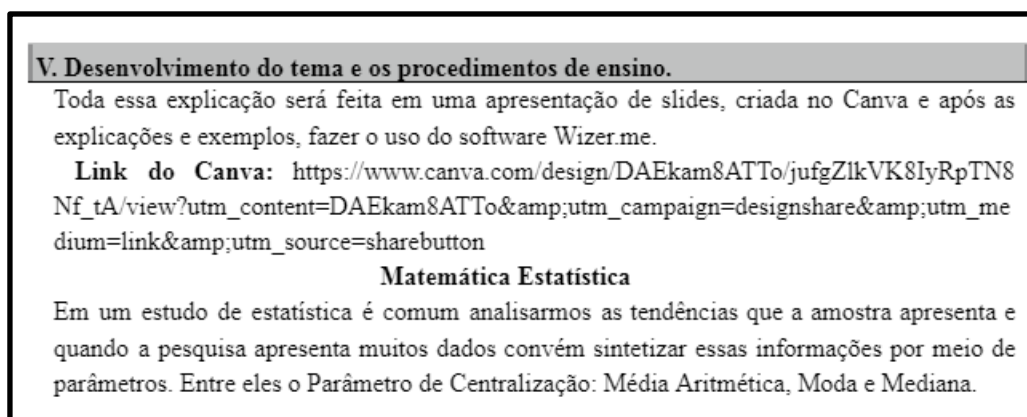 V. Desenvolvimento do tema e os procedimentos de ensino.
Toda essa explicação será feita em uma apresentação de slides, criada no Canva e após as
explicações e exemplos, fazer o uso do software Wizer.me.
Link do Canva: https://www.canva.com/design/DAEkam8ATTo/jufgZlkVK8IyRpTN8
Nf_tA/view?utm_content=DAEkam8ATTo&amp;utm_campaign=designshare&amp;utm_me
dium=link&amp;utm_source=sharebutton
Matemática Estatística
Em um estudo de estatística é comum analisarmos as tendências que a amostra apresenta e
quando a pesquisa apresenta muitos dados convém sintetizar essas informações por meio de
parâmetros. Entre eles o Parâmetro de Centralização: Média Aritmética, Moda e Mediana.